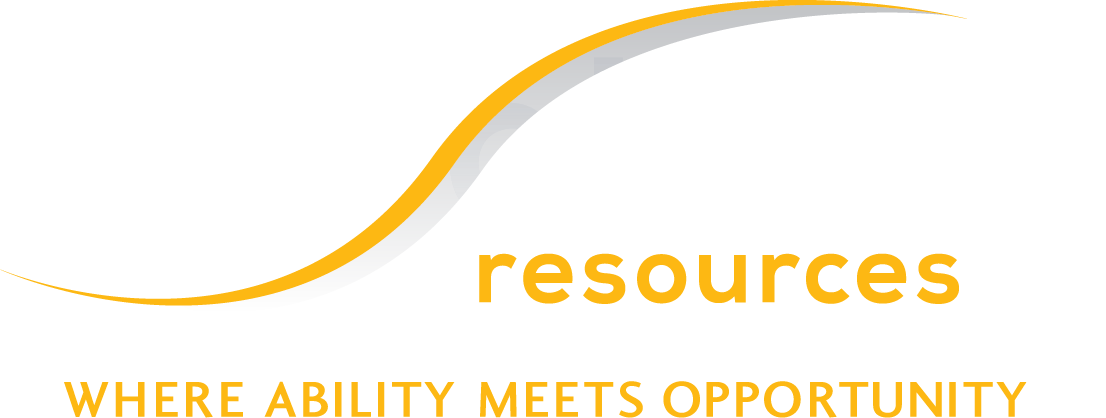 resources
WHERE ABILITY MEETS OPPORTUNITY